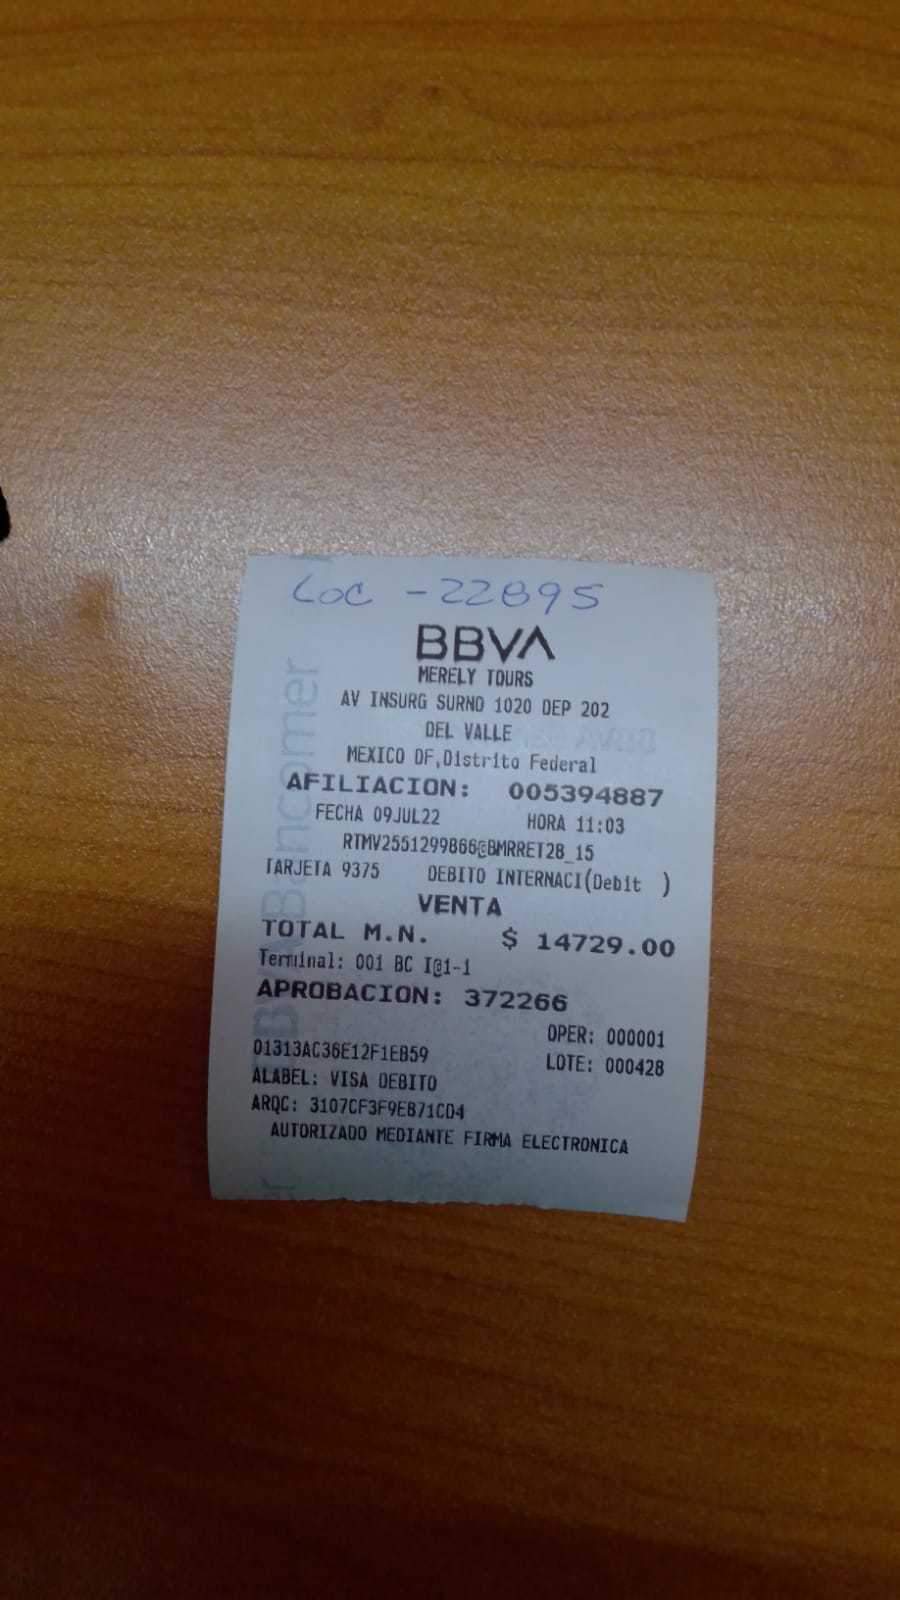 LOC - 22895
BBVA
MERELY TOURS
AV INSURG SURNO 1020 DEP 202
DEL VALLE
MEXICO DF,Distrito Federal
AFILIACION: 005394887
FECHA 09JUL22 HORA 11:03
RTMV2551299866@BMRRET28_15
TARJETA 9375 DEBITO INTERNACI(Debit )
VENTA
TOTAL M.N. $ 14729.00
Terminal: 001 BC I@1-1
APROBACION: 372266
OPER: 000001
01313AC36E12F1EB59
LOTE: 000428
ALABEL: VISA DEBITO
ARQC: 3107CF3F9E871CD4
AUTORIZADO MEDIANTE FIRMA ELECTRONICA
BBVABancomer